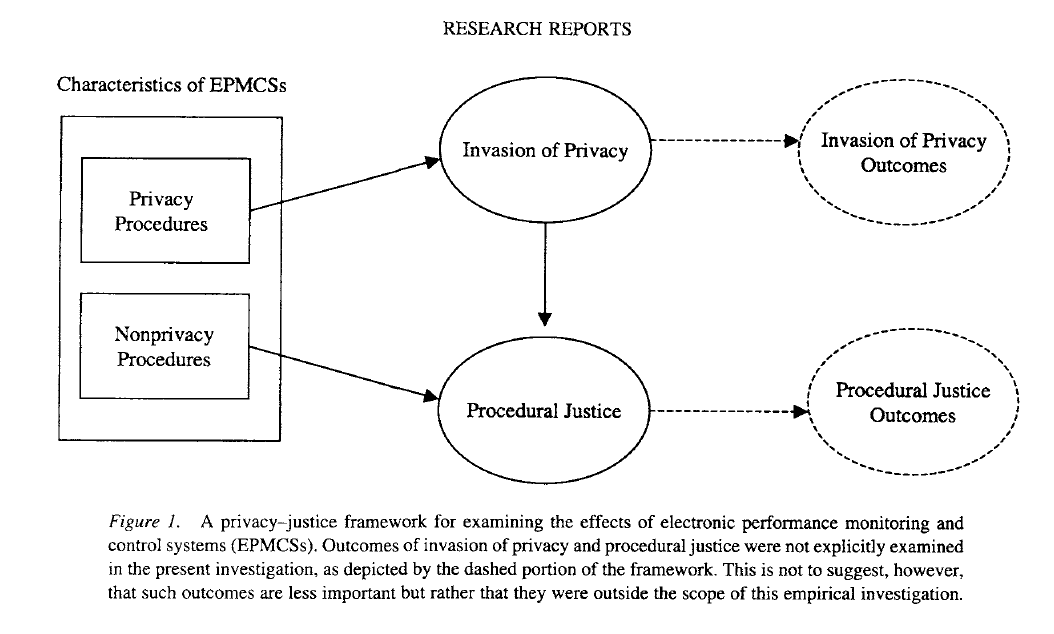 RESEARCH REPORTS
Characteristics of EPMCSs
Privacy
Procedures
Nonprivacy
Procedures
Invasion of Privacy
Procedural Justice
Invasion of Privacy
Outcomes
Procedural Justice
Outcomes
Figure 1. A privacy–justice framework for examining the effects of electronic performance monitoring and
control systems (EPMCSs). Outcomes of invasion of privacy and procedural justice were not explicitly examined
in the present investigation, as depicted by the dashed portion of the framework. This is not to suggest, however,
that such outcomes are less important but rather that they were outside the scope of this empirical investigation.